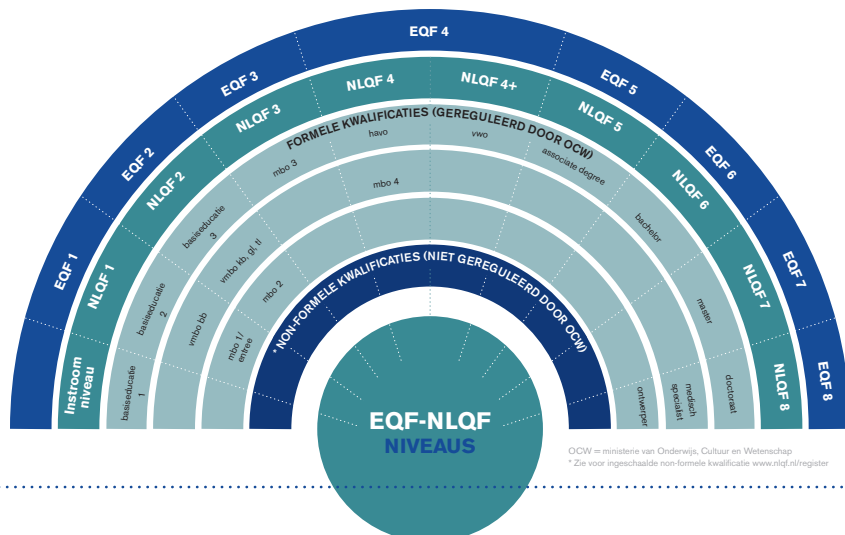 EQF 1
EQF 2
EQF 3
EQF 4
EQF 5
EQF 6
EQF 7
EQF 8
Instroom
niveau
NLQF 1
NLQF 2
NLQF 3
NLQF 4
NLQF 4+
NLQF 5
NLQF 6
NLQF 7
NLQF 8
FORMELE KWALIFICATIES (GEREGULEERD DOOR OCW)
basiseducatie
1
basiseducatie
2
basiseducatie
3
mbo 3
havo
vwo
associate degree
bachelor
master
doctoraat
vmbo bb
vmbo kb, gl, tl
mbo 4
medisch
specialist
mbo 1/
entree
mbo 2
ontwerper
* NON-FORMELE KWALIFICATIES (NIET GEREGULEERD DOOR OCW)
EQF-NLQF
NIVEAUS
OCW = ministerie van Onderwijs, Cultuur en Wetenschap
* Zie voor ingeschaalde non-formele kwalificatie www.nlqf.nl/register